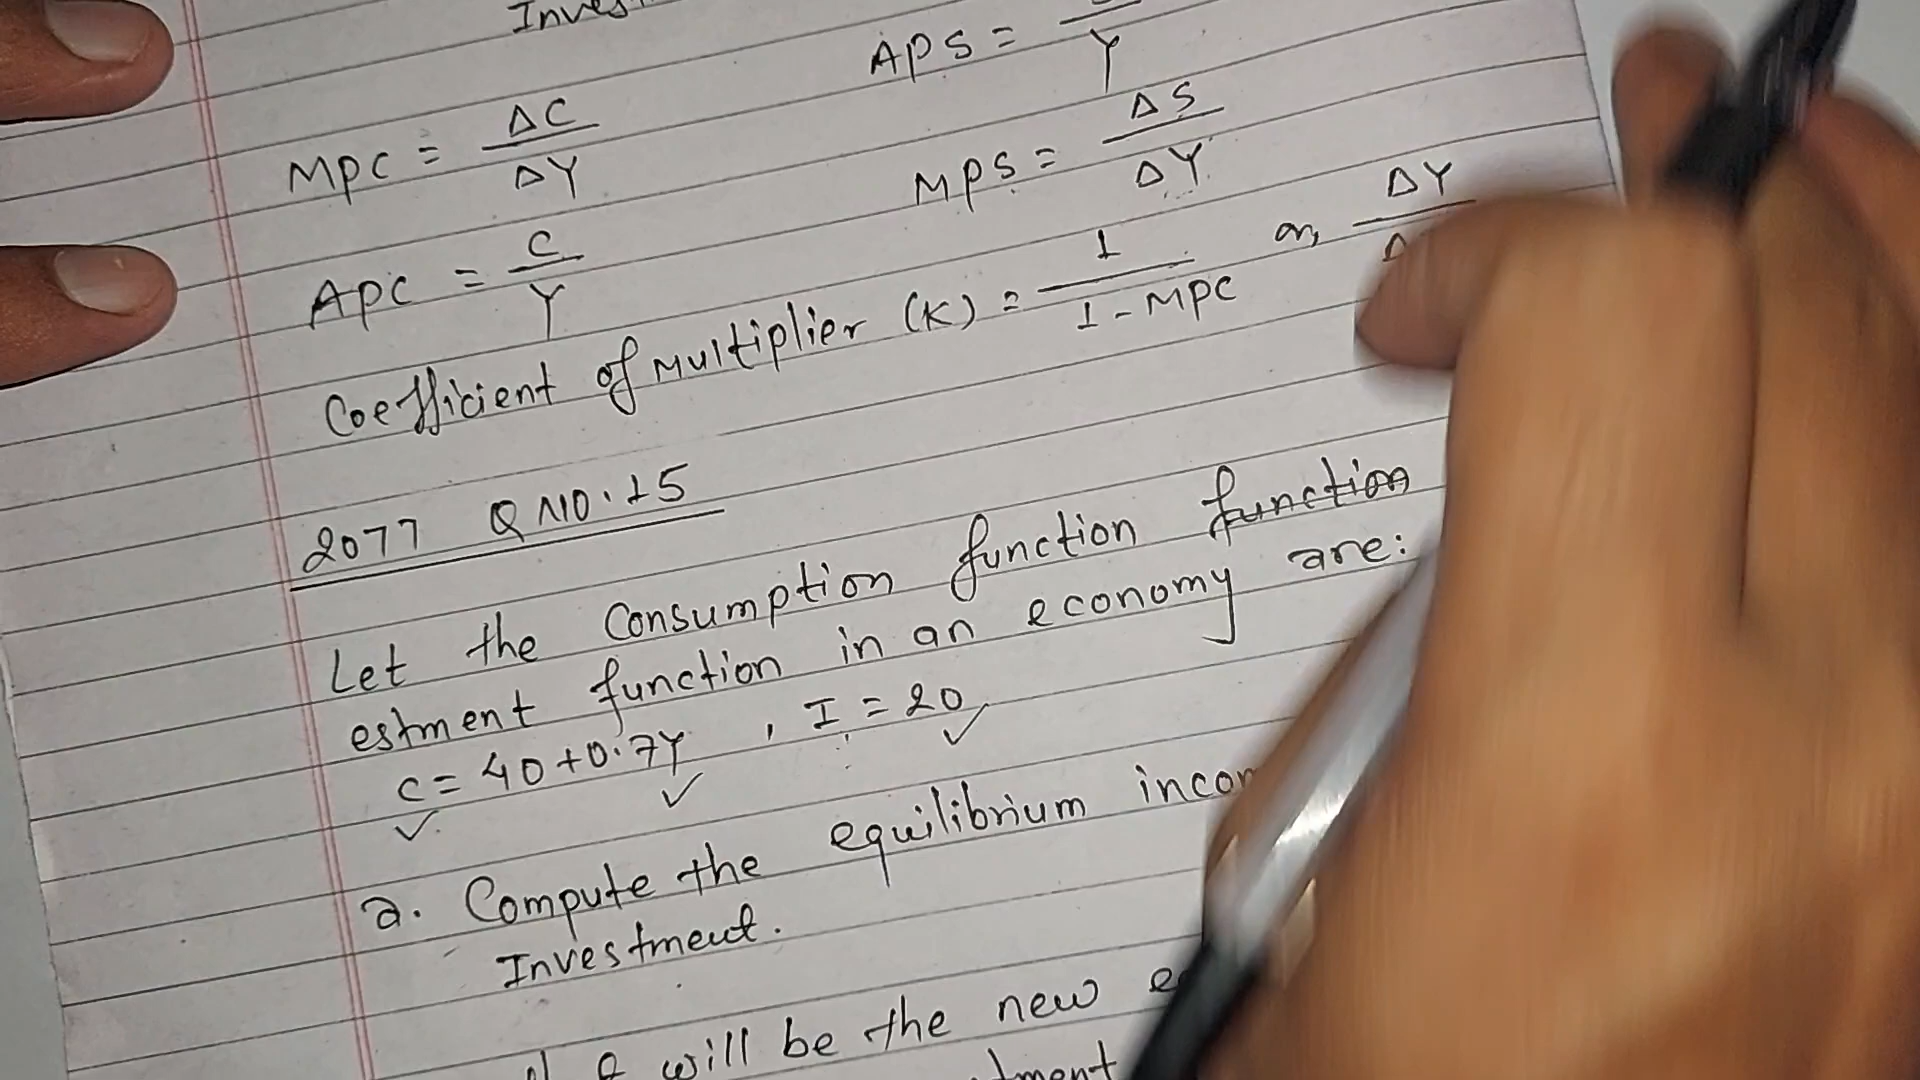 APS = /Y
MPC = ΔC/ΔY
MPS = ΔS/ΔY
APC = C/Y
Coefficient of Multiplier (K) = 1/1-MPC or, ΔY/Δ
2077 Q NO. 15
Let the Consumption function function
estment function in an economy are:
C = 40+0.7Y , I = 20
a. Compute the equilibrium
Investment.
will be the new